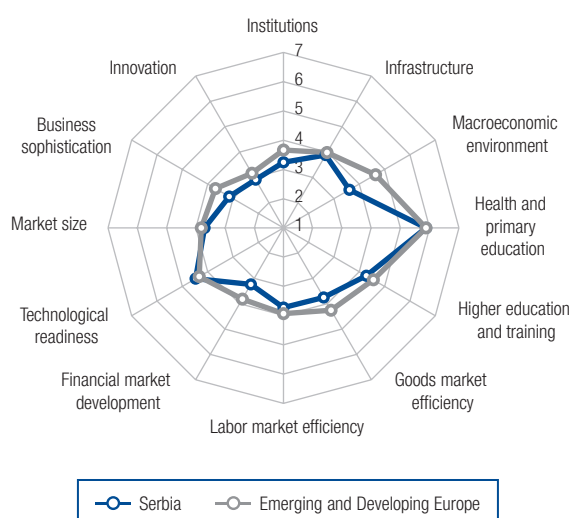 Institutions
Infrastructure
Macroeconomic
environment
Health and
primary
education
Higher education
and training
Goods market
efficiency
Labor market efficiency
Financial market
development
Technological
readiness
Market size
Business
sophistication
Innovation
7
6
5
4
3
2
1
Serbia
Emerging and Developing Europe